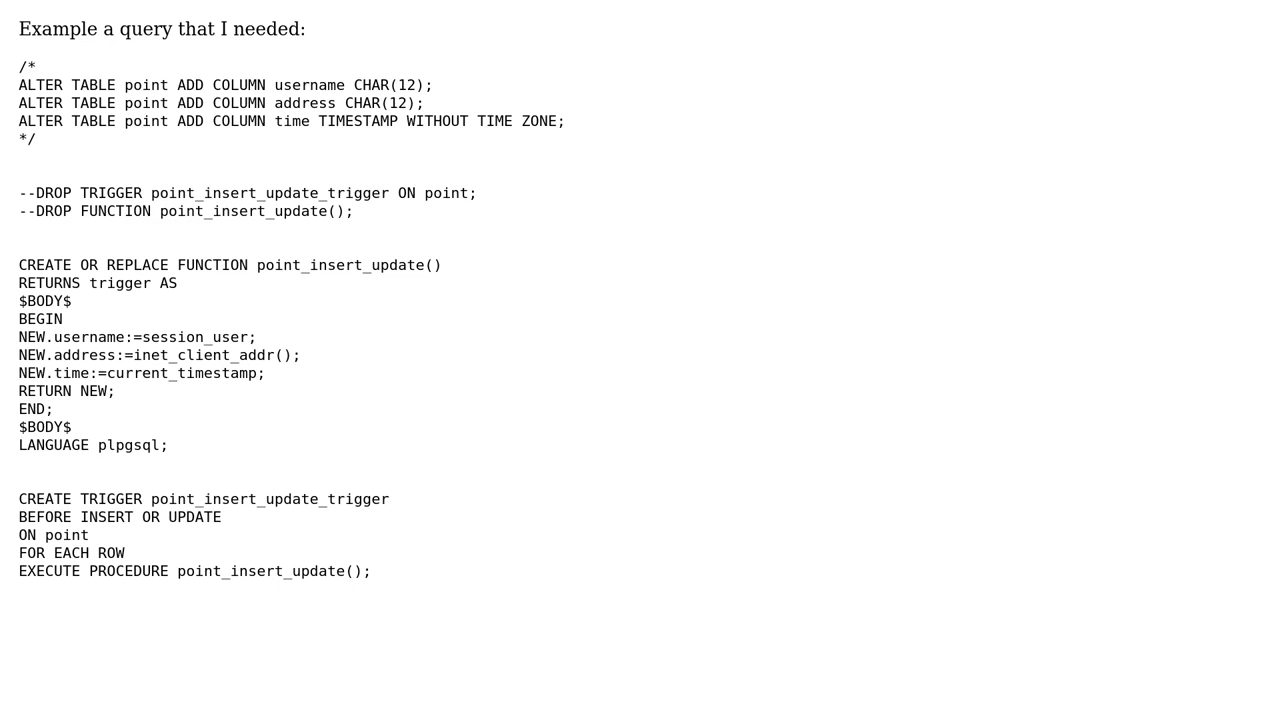 Example a query that I needed:
/*
ALTER TABLE point ADD COLUMN username CHAR(12);
ALTER TABLE point ADD COLUMN address CHAR(12);
ALTER TABLE point ADD COLUMN time TIMESTAMP WITHOUT TIME ZONE;
*/
--DROP TRIGGER point_insert_update_trigger ON point;
--DROP FUNCTION point_insert_update();
CREATE OR REPLACE FUNCTION point_insert_update()
RETURNS trigger AS
$BODY$
BEGIN
NEW.username:=session_user;
NEW.address:=inet_client_addr();
NEW.time:=current_timestamp;
RETURN NEW;
END;
$BODY$
LANGUAGE plpgsql;
CREATE TRIGGER point_insert_update_trigger
BEFORE INSERT OR UPDATE
ON point
FOR EACH ROW
EXECUTE PROCEDURE point_insert_update();